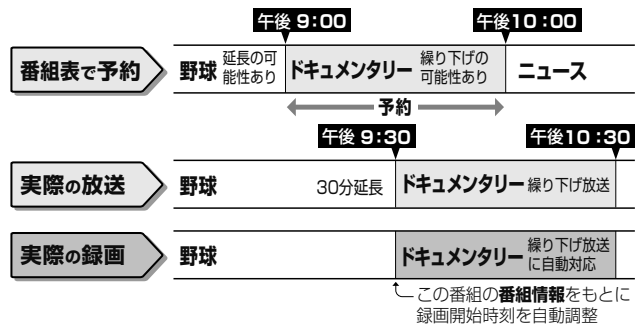 午後 9:00 午後10:00
番組表で予約 野球 延長の可能性あり ドキュメンタリー 繰り下げの可能性あり ニュース
予約
午後 9:30 午後10:30
実際の放送 野球 30分延長 ドキュメンタリー 繰り下げ放送
実際の録画 野球 ドキュメンタリー 繰り下げ放送に自動対応
この番組の番組情報をもとに
録画開始時刻を自動調整